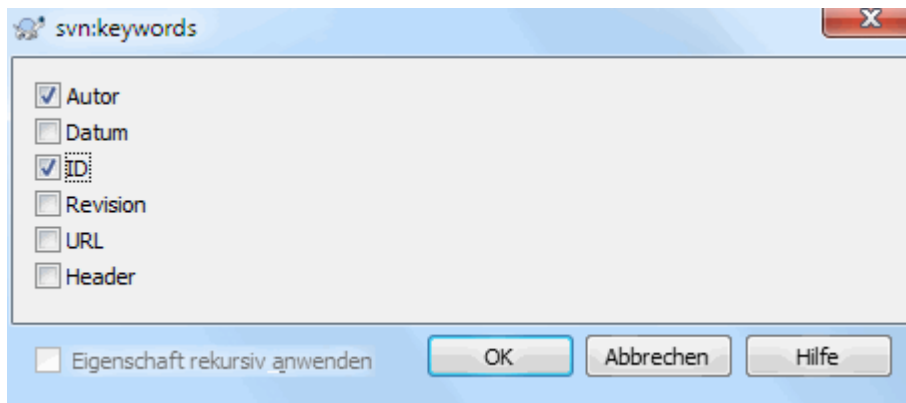 svn:keywords
Autor
Datum
ID
Revision
URL
Header
Eigenschaft rekursiv anwenden OK Abbrechen Hilfe